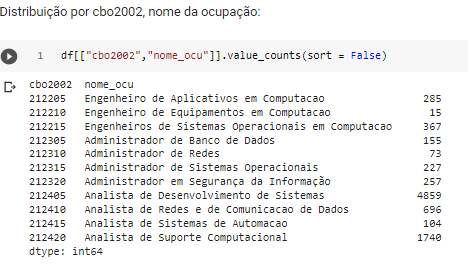 Distribuição por cbo2002, nome da ocupação:
1 df[["cbo2002","nome_ocu"]].value_counts(sort = False)
cbo2002 nome_ocu
212205 Engenheiro de Aplicativos em Computacao 285
212210 Engenheiro de Equipamentos em Computacao 15
212215 Engenheiros de Sistemas Operacionais em Computacao 367
212305 Administrador de Banco de Dados 155
212310 Administrador de Redes 73
212315 Administrador de Sistemas Operacionais 227
212320 Administrador em Segurança da Informação 257
212405 Analista de Desenvolvimento de Sistemas 4859
212410 Analista de Redes e de Comunicacao de Dados 696
212415 Analista de Sistemas de Automacao 104
212420 Analista de Suporte Computacional 1740
dtype: int64